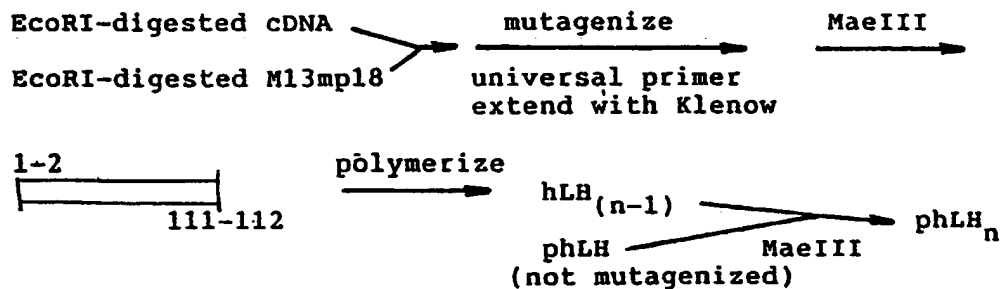 EcoRI-digested cDNA
mutagenize
MaeIII
EcoRI-digested M13mp18
universal primer
extend with Klenow
1-2
polymerize
111-112
hLH(n-1)
phLHn
phLH
MaeIII
(not mutagenized)